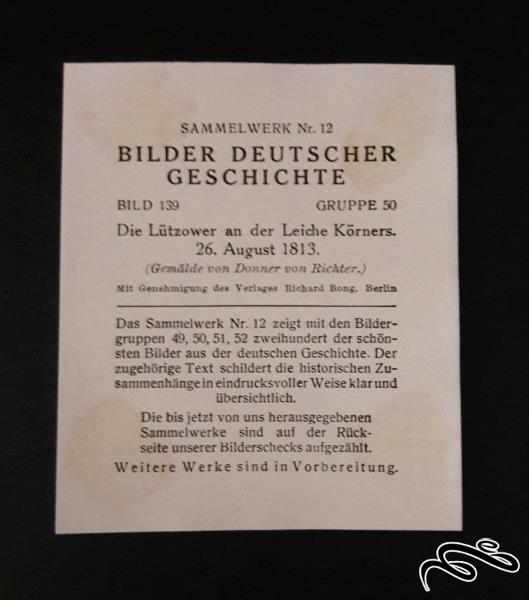 SAMMELWERK Nr. 12
BILDER DEUTSCHER
GESCHICHTE
BILD 139 GRUPPE 50
Die Lützower an der Leiche Körners.
26. August 1813.
(Gemälde von Donner von Richter.)
Mit Genehmigung des Verlages Richard Bong, Berlin
Das Sammelwerk Nr. 12 zeigt mit den Bilder-
gruppen 49, 50, 51, 52 zweihundert der schön-
sten Bilder aus der deutschen Geschichte. Der
zugehörige Text schildert die historischen Zu-
sammenhänge in eindrucksvoller Weise klar und
übersichtlich.
Die bis jetzt von uns herausgegebenen
Sammelwerke sind auf der Rück-
seite unserer Bilderschecks aufgezählt.
Weitere Werke sind in Vorbereitung.